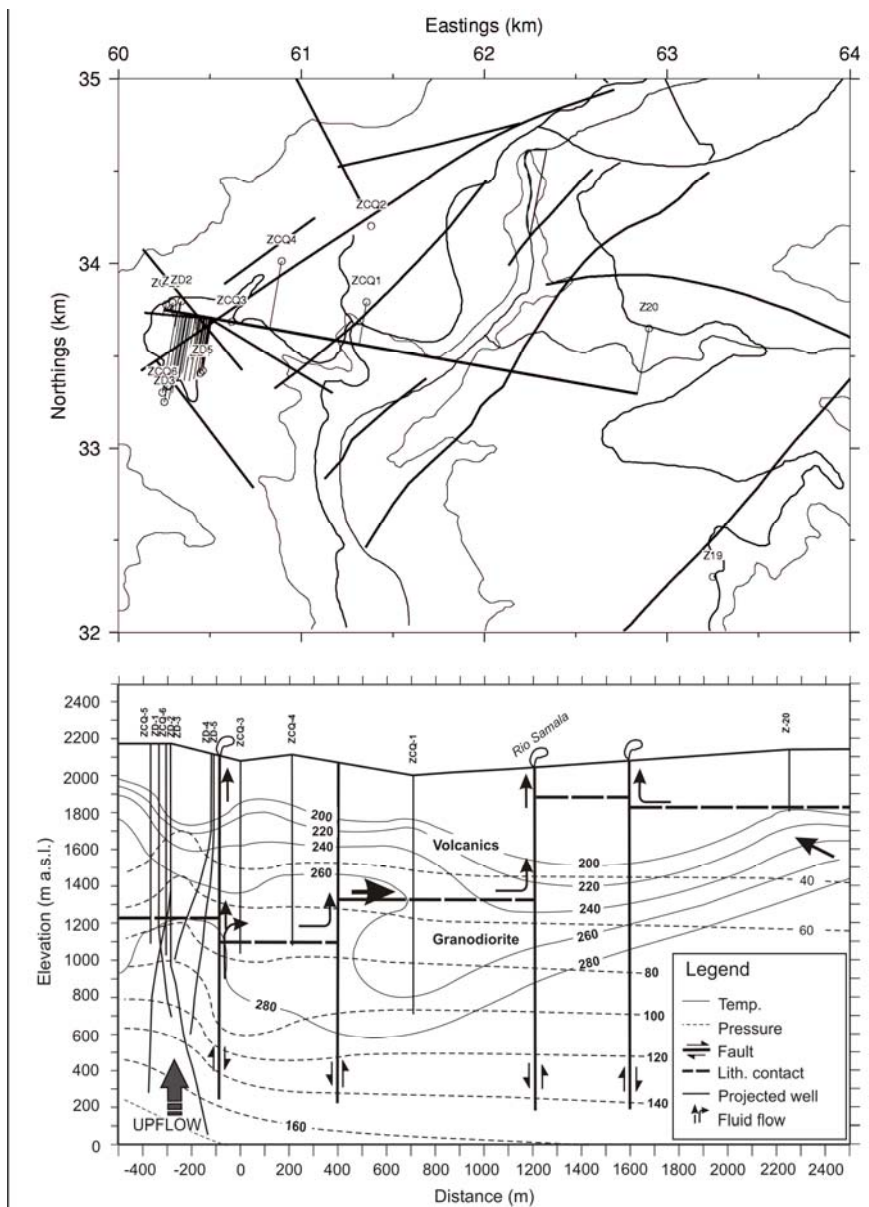 Eastings (km)
60 61 62 63 64
35
34
33
32
Northings (km)
ZCQ2
ZCQ4
ZD2
ZCQ3
ZCQ1
Z20
ZD5
ZCQ6
ZD3
Z19
2400
2200
2000
1800
1600
1400
1200
1000
800
600
400
200
0
Elevation (m a.s.l.)
ZCQ-5
ZD-1
ZCQ-6
ZD-2
ZD-3
ZD-4
ZD-5
ZCQ-3
ZCQ-4
ZCQ-1
Rio Samala
Z-20
200
220
240
260
280
Volcanics
Granodiorite
200
220
240
260
280
40
60
80
100
120
140
160
UPFLOW
Legend
Temp.
Pressure
Fault
Lith. contact
Projected well
Fluid flow
-400 -200 0 200 400 600 800 1000 1200 1400 1600 1800 2000 2200 2400
Distance (m)